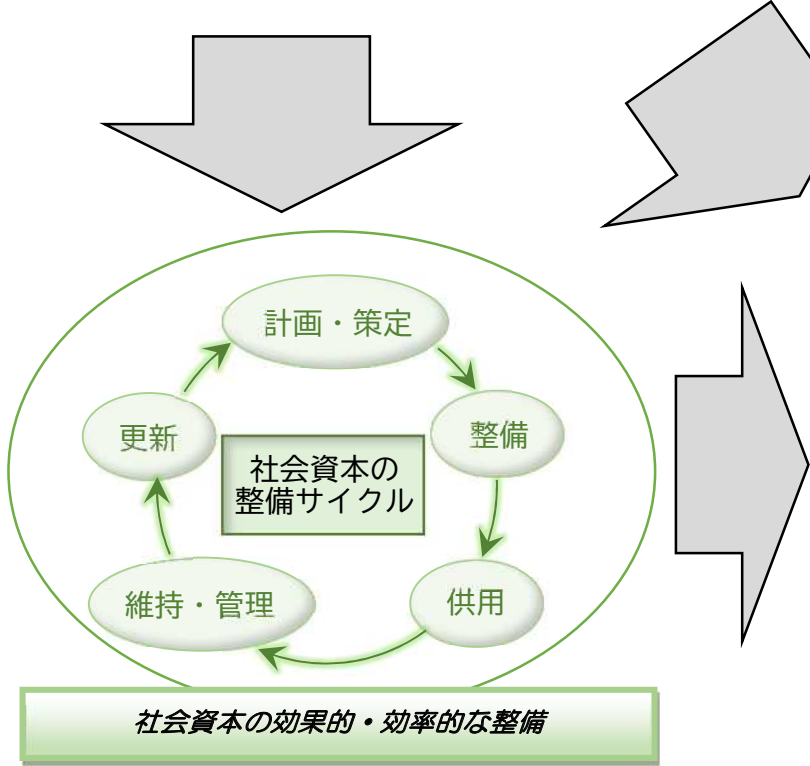 計画・策定
更新
整備
社会資本の
整備サイクル
維持・管理
供用
社会資本の効果的・効率的な整備